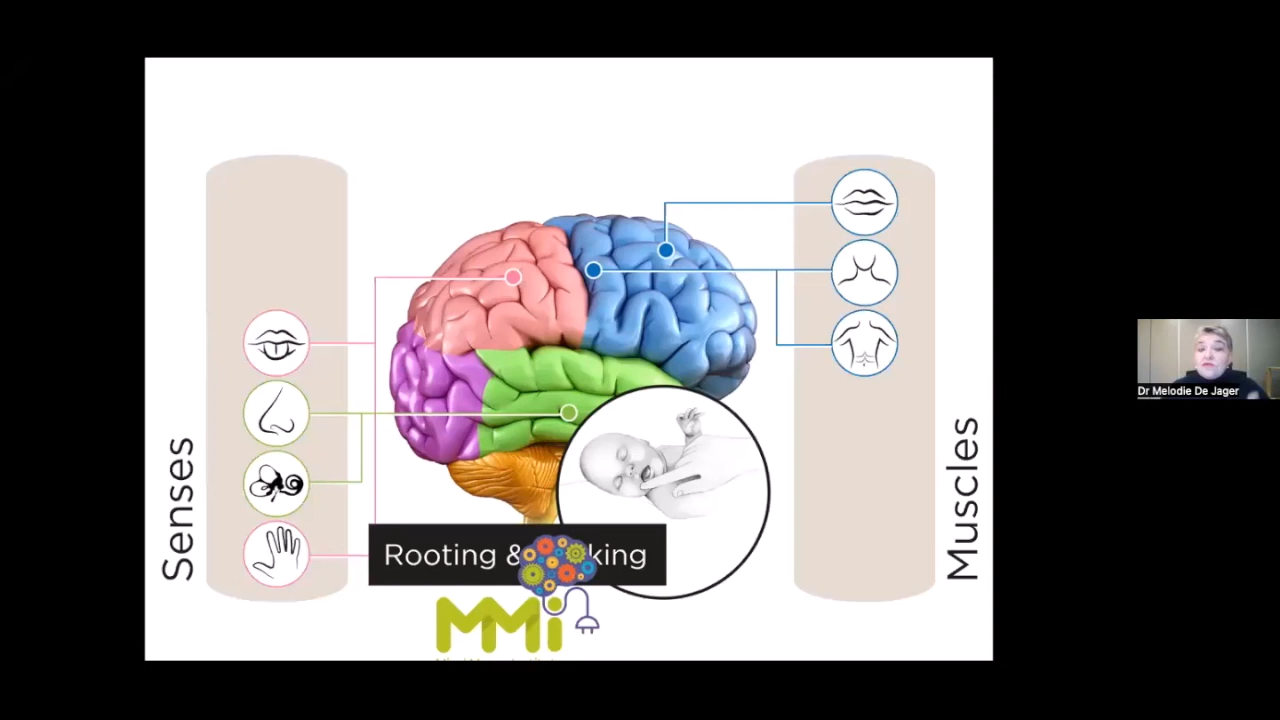 Senses
Muscles
Rooting & king
MMi
Dr Melodie De Jager